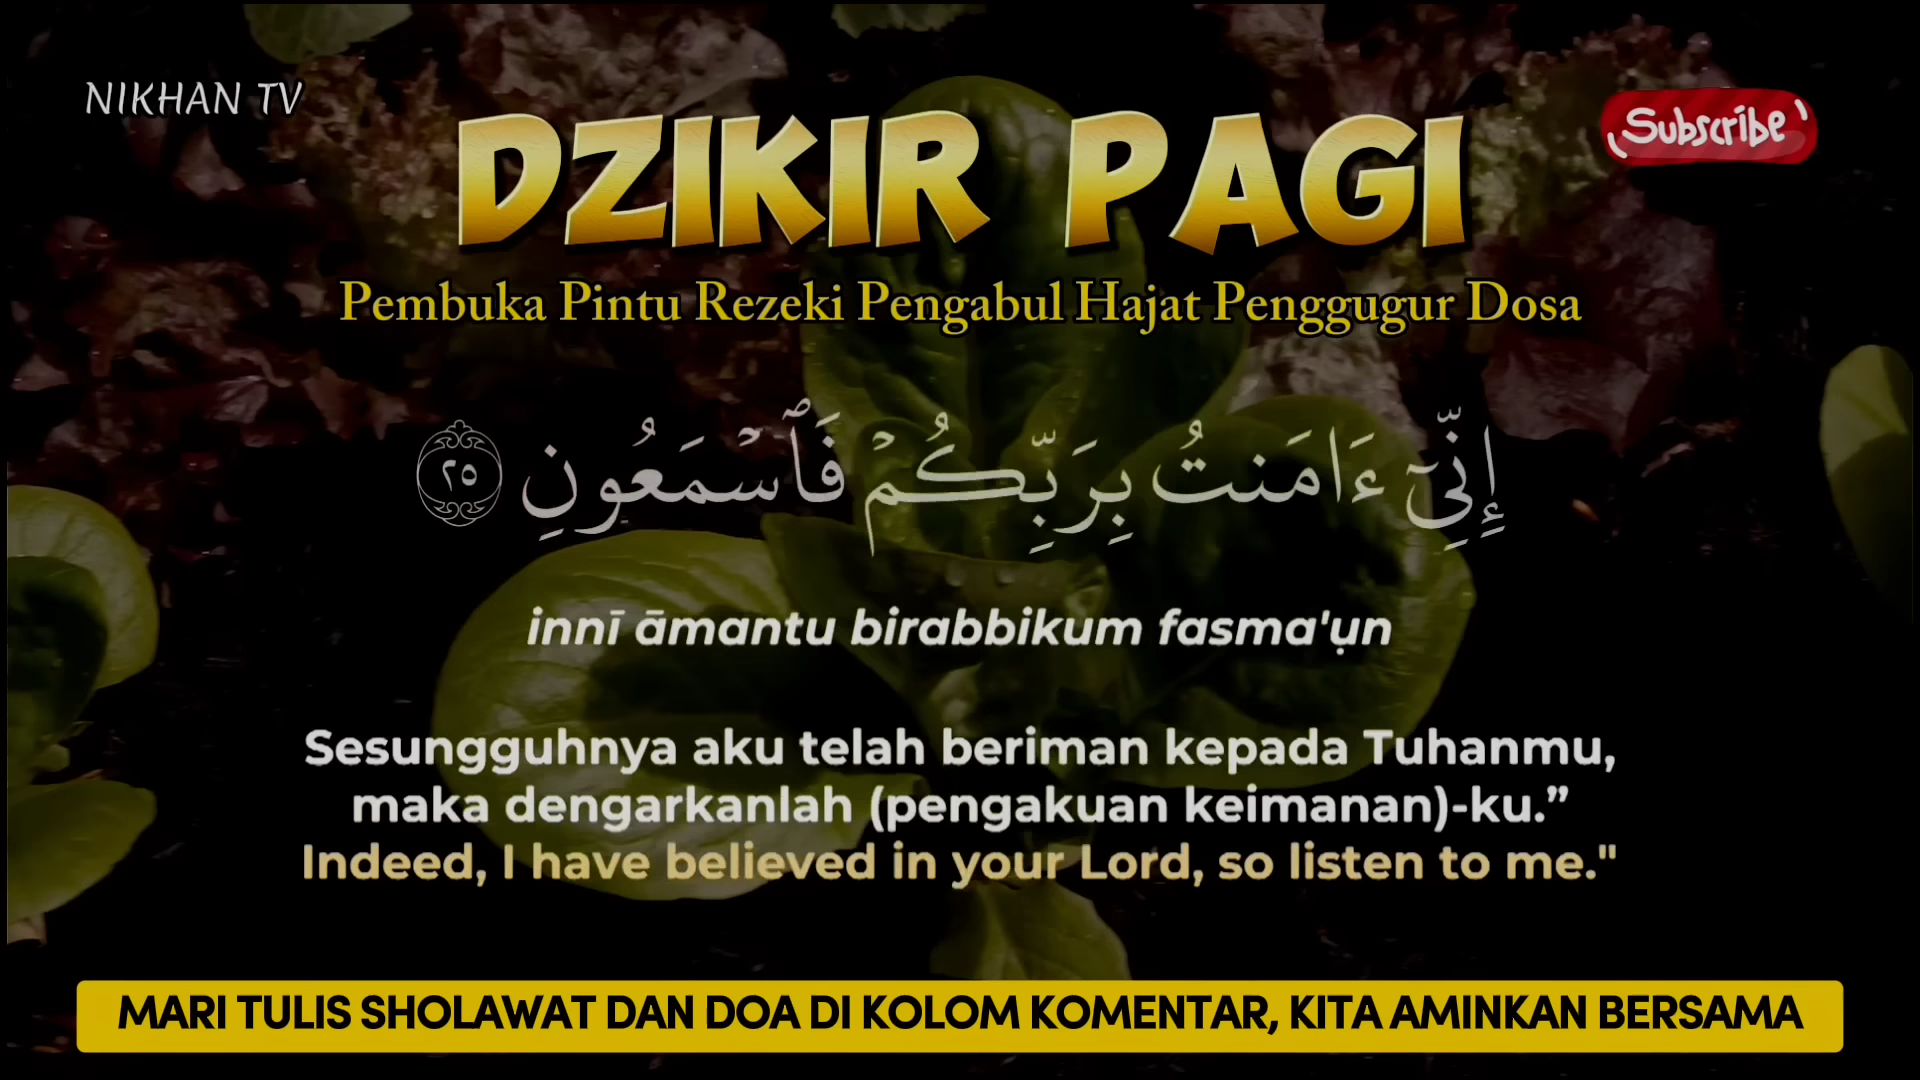 NIKHAN TV
Subscribe
DZIKIR PAGI
Pembuka Pintu Rezeki Pengabul Hajat Penggugur Dosa
إِنِّىٓ ءَامَنتُ بِرَبِّكُمْ فَٱسْمَعُونِ ٢٥
innī āmantu birabbikum fasma'ụn
Sesungguhnya aku telah beriman kepada Tuhanmu,
maka dengarkanlah (pengakuan keimanan)-ku.”
Indeed, I have believed in your Lord, so listen to me."
MARI TULIS SHOLAWAT DAN DOA DI KOLOM KOMENTAR, KITA AMINKAN BERSAMA